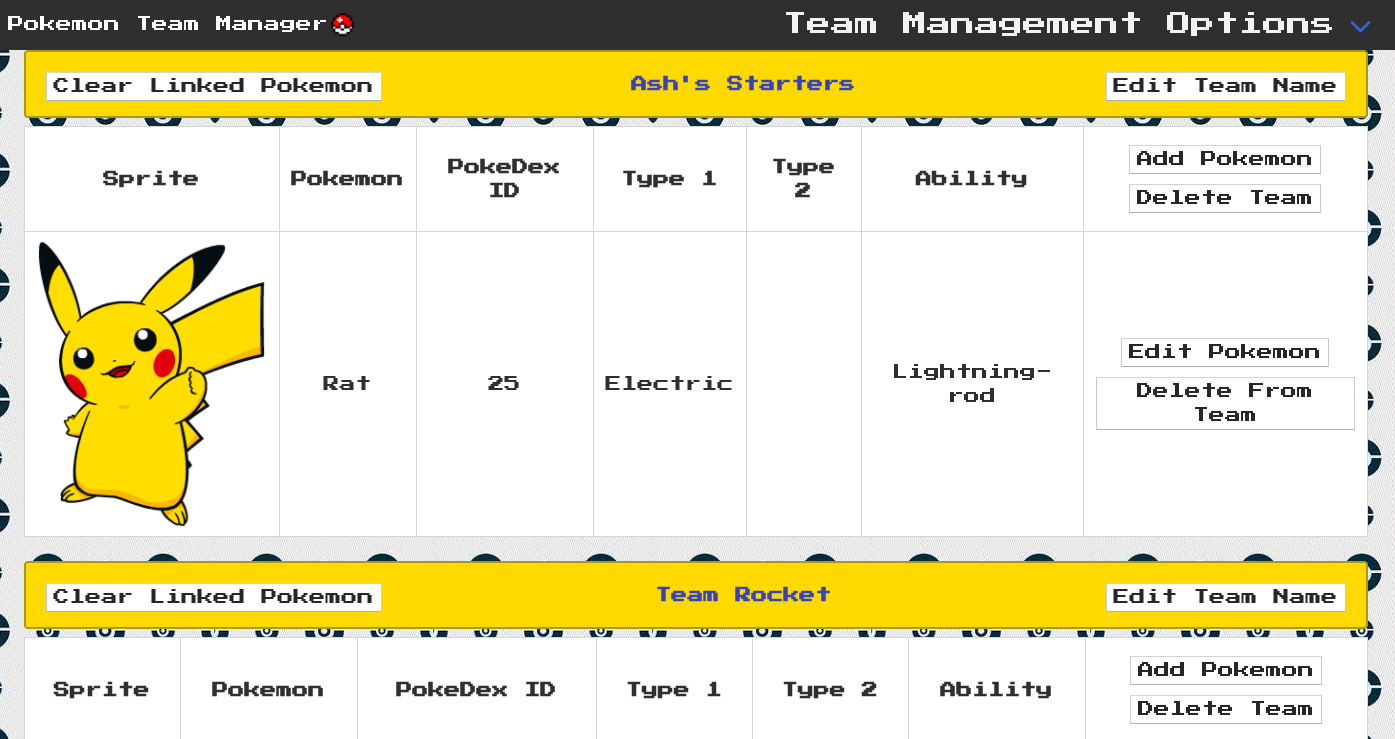 Pokemon Team Manager
Team Management Options
Clear Linked Pokemon
Ash's Starters
Edit Team Name
Sprite
Pokemon
PokeDex
ID
Type 1
Type
2
Ability
Add Pokemon
Delete Team
Rat
25
Electric
Lightning-
rod
Edit Pokemon
Delete From
Team
Clear Linked Pokemon
Team Rocket
Edit Team Name
Sprite
Pokemon
PokeDex ID
Type 1
Type 2
Ability
Add Pokemon
Delete Team